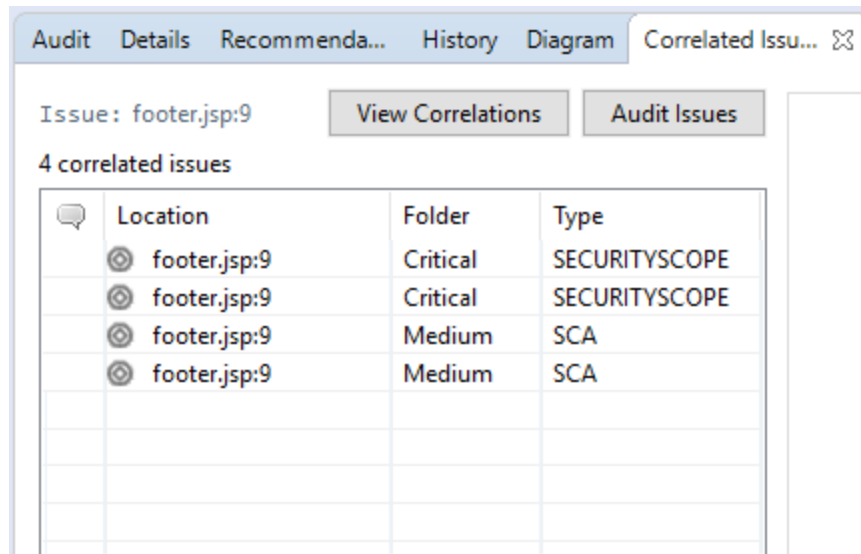 Audit Details Recommenda... History Diagram Correlated Issu...
Issue: footer.jsp:9 View Correlations Audit Issues
4 correlated issues
Location Folder Type
footer.jsp:9 Critical SECURITYSCOPE
footer.jsp:9 Critical SECURITYSCOPE
footer.jsp:9 Medium SCA
footer.jsp:9 Medium SCA